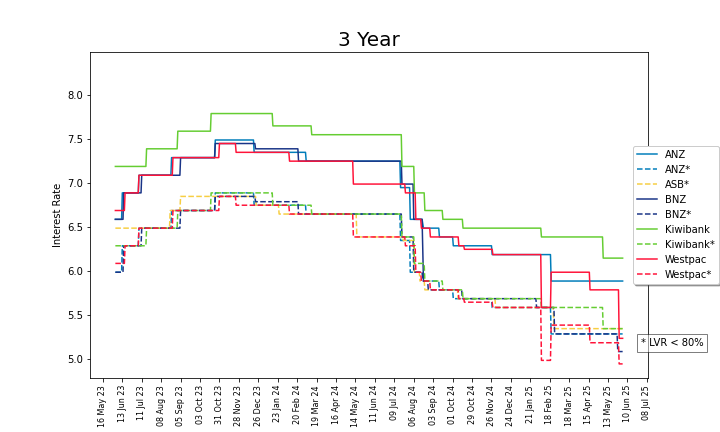 3 Year
Interest Rate
8.0
7.5
7.0
6.5
6.0
5.5
5.0
16 May 23
13 Jun 23
11 Jul 23
08 Aug 23
05 Sep 23
03 Oct 23
31 Oct 23
28 Nov 23
26 Dec 23
23 Jan 24
20 Feb 24
19 Mar 24
16 Apr 24
14 May 24
11 Jun 24
09 Jul 24
06 Aug 24
03 Sep 24
01 Oct 24
29 Oct 24
26 Nov 24
24 Dec 24
21 Jan 25
18 Feb 25
18 Mar 25
15 Apr 25
13 May 25
10 Jun 25
08 Jul 25
ANZ
ANZ*
ASB*
BNZ
BNZ*
Kiwibank
Kiwibank*
Westpac
Westpac*
* LVR < 80%